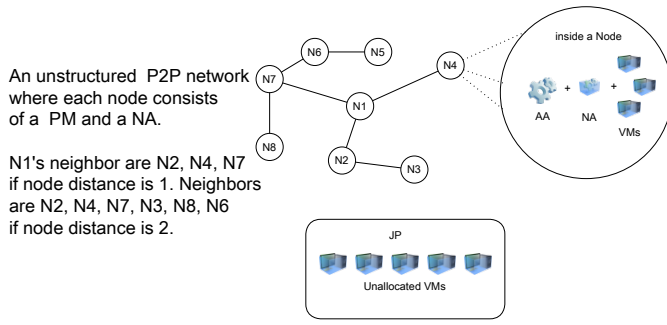 An unstructured P2P network
where each node consists
of a PM and a NA.
N1's neighbor are N2, N4, N7
if node distance is 1. Neighbors
are N2, N4, N7, N3, N8, N6
if node distance is 2.
N6
N5
N7
N4
N1
N8
N2
N3
inside a Node
+
+
AA
NA
VMs
JP
Unallocated VMs